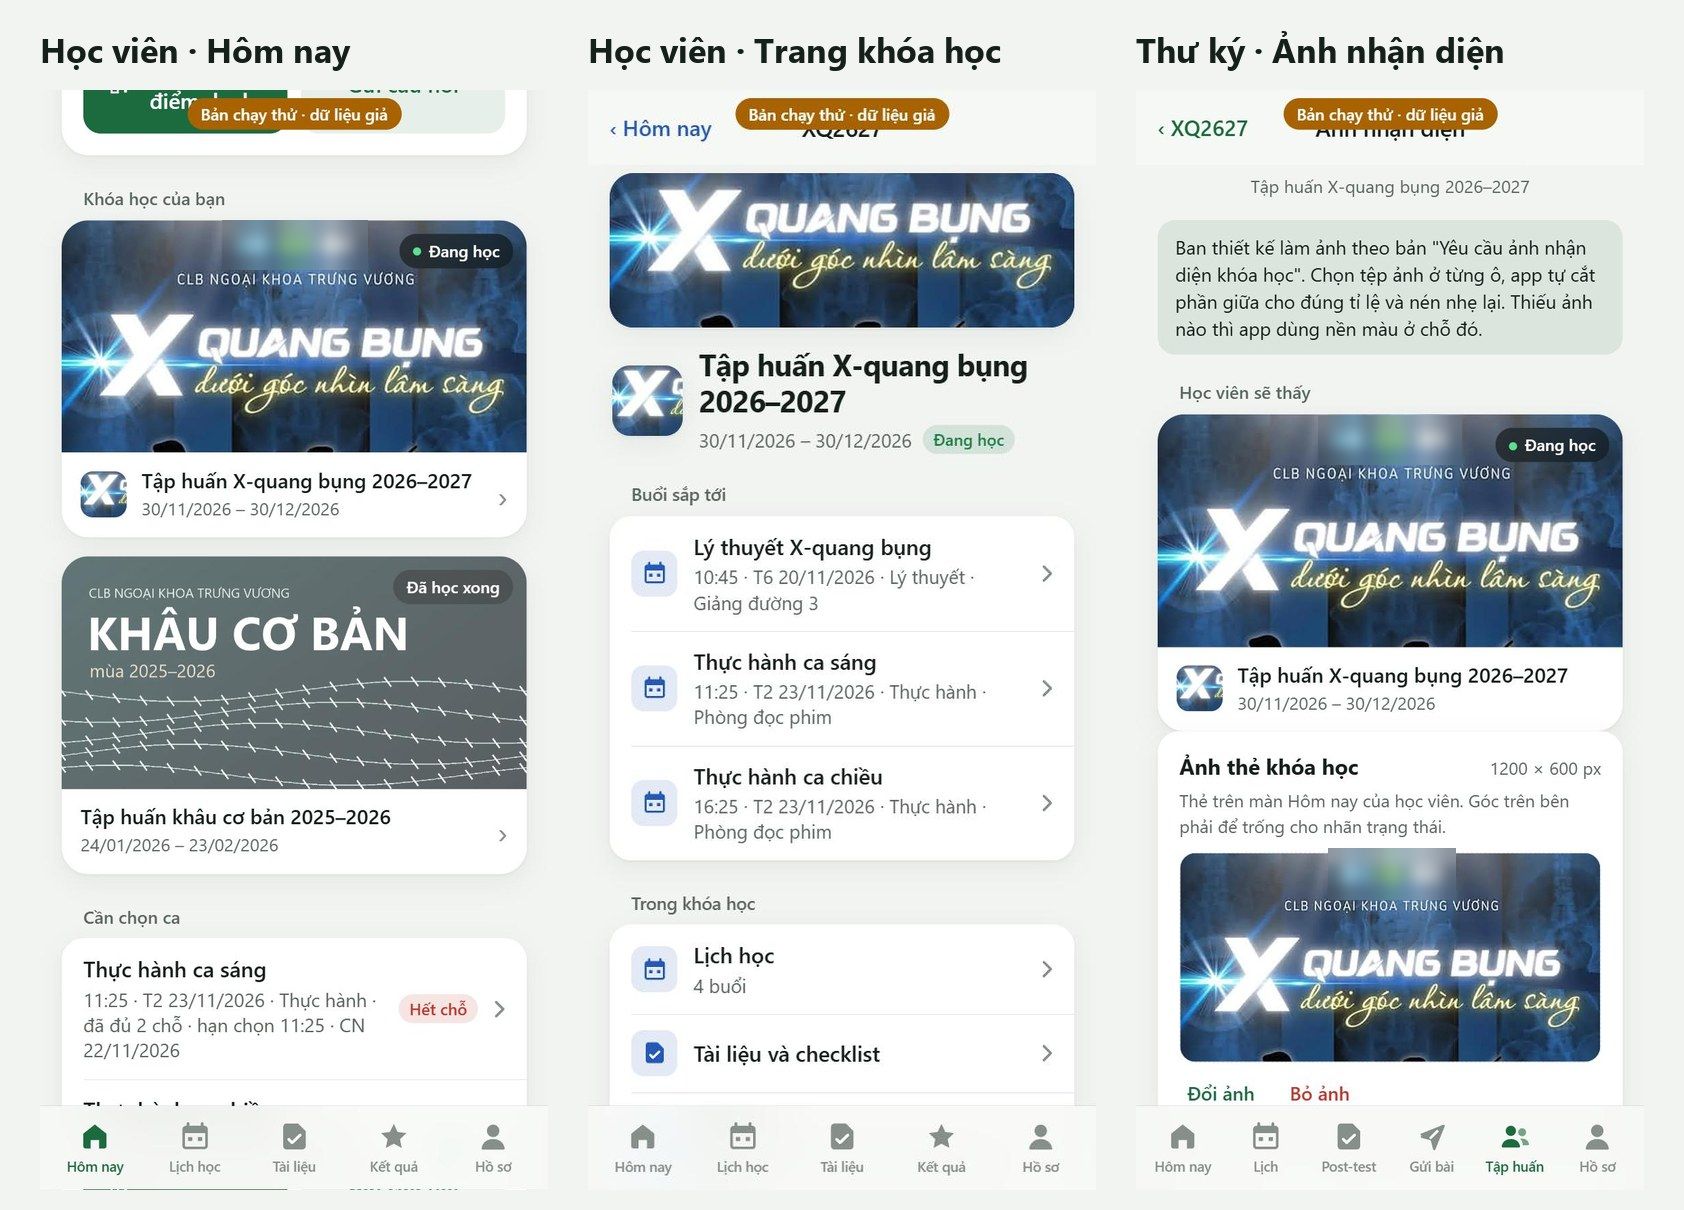 Học viên · Hôm nay
Bản chạy thử · dữ liệu giả
Khóa học của bạn
Đang học
CLB NGOẠI KHOA TRƯNG VƯƠNG
X QUANG BỤNG
dưới góc nhìn lâm sàng
Tập huấn X-quang bụng 2026–2027
30/11/2026 – 30/12/2026
Đã học xong
CLB NGOẠI KHOA TRƯNG VƯƠNG
KHÂU CƠ BẢN
mùa 2025–2026
Tập huấn khâu cơ bản 2025–2026
24/01/2026 – 23/02/2026
Cần chọn ca
Thực hành ca sáng
11:25 · T2 23/11/2026 · Thực hành ·
đã đủ 2 chỗ · hạn chọn 11:25 · CN
22/11/2026
Hết chỗ
Hôm nay
Lịch học
Tài liệu
Kết quả
Hồ sơ
Học viên · Trang khóa học
Bản chạy thử · dữ liệu giả
‹ Hôm nay
XQ2627
X QUANG BỤNG
dưới góc nhìn lâm sàng
Tập huấn X-quang bụng
2026–2027
30/11/2026 – 30/12/2026
Đang học
Buổi sắp tới
Lý thuyết X-quang bụng
10:45 · T6 20/11/2026 · Lý thuyết ·
Giảng đường 3
Thực hành ca sáng
11:25 · T2 23/11/2026 · Thực hành ·
Phòng đọc phim
Thực hành ca chiều
16:25 · T2 23/11/2026 · Thực hành ·
Phòng đọc phim
Trong khóa học
Lịch học
4 buổi
Tài liệu và checklist
Hôm nay
Lịch học
Tài liệu
Kết quả
Hồ sơ
Thư ký · Ảnh nhận diện
Bản chạy thử · dữ liệu giả
‹ XQ2627
Ảnh nhận diện
Tập huấn X-quang bụng 2026–2027
Ban thiết kế làm ảnh theo bản "Yêu cầu ảnh nhận
diện khóa học". Chọn tệp ảnh ở từng ô, app tự cắt
phần giữa cho đúng tỉ lệ và nén nhẹ lại. Thiếu ảnh
nào thì app dùng nền màu ở chỗ đó.
Học viên sẽ thấy
Đang học
CLB NGOẠI KHOA TRƯNG VƯƠNG
X QUANG BỤNG
dưới góc nhìn lâm sàng
Tập huấn X-quang bụng 2026–2027
30/11/2026 – 30/12/2026
Ảnh thẻ khóa học
1200 × 600 px
Thẻ trên màn Hôm nay của học viên. Góc trên bên
phải để trống cho nhãn trạng thái.
CLB NGOẠI KHOA TRƯNG VƯƠNG
X QUANG BỤNG
dưới góc nhìn lâm sàng
Đổi ảnh
Bỏ ảnh
Hôm nay
Lịch
Post-test
Gửi bài
Tập huấn
Hồ sơ